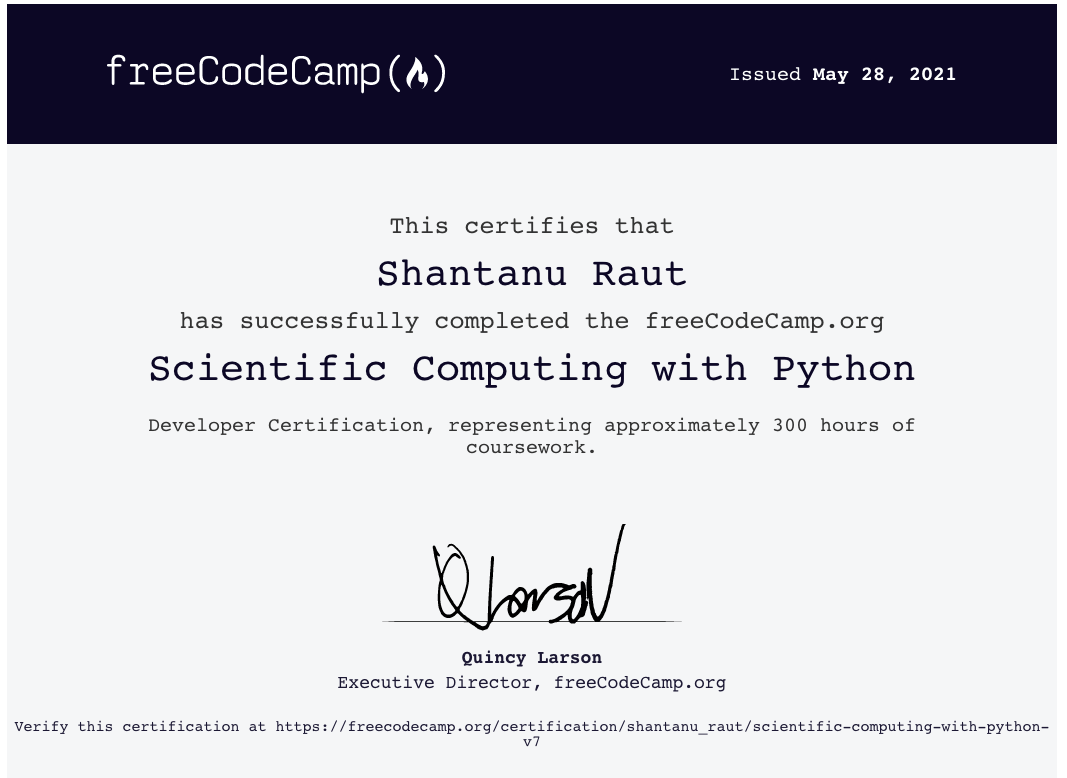 freeCodeCamp(🔥)
Issued May 28, 2021
This certifies that
Shantanu Raut
has successfully completed the freeCodeCamp.org
Scientific Computing with Python
Developer Certification, representing approximately 300 hours of
coursework.
Q Larson
Quincy Larson
Executive Director, freeCodeCamp.org
Verify this certification at https://freecodecamp.org/certification/shantanu_raut/scientific-computing-with-python-
v7